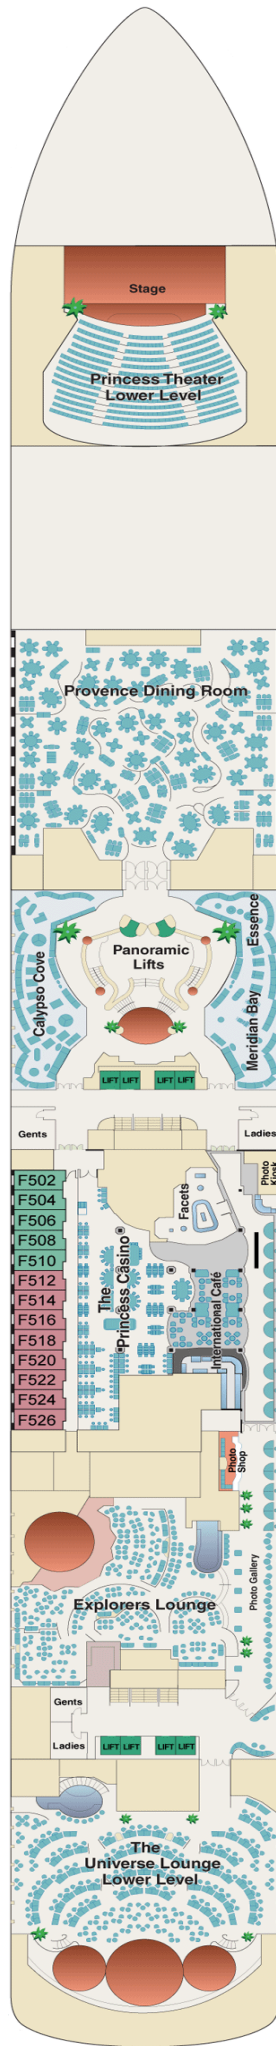 Stage
Princess Theater
Lower Level
Provence Dining Room
Panoramic
Lifts
Calypso Cove
Meridian Bay
Essence
LIFT LIFT LIFT LIFT
Gents
Ladies
Photo
Kiosk
F502
F504
F506
F508
F510
F512
F514
F516
F518
F520
F522
F524
F526
The
Princess Casino
Facets
International Café
Photo
Shop
Explorers Lounge
Photo Gallery
Gents
Ladies
LIFT LIFT LIFT LIFT
The
Universe Lounge
Lower Level